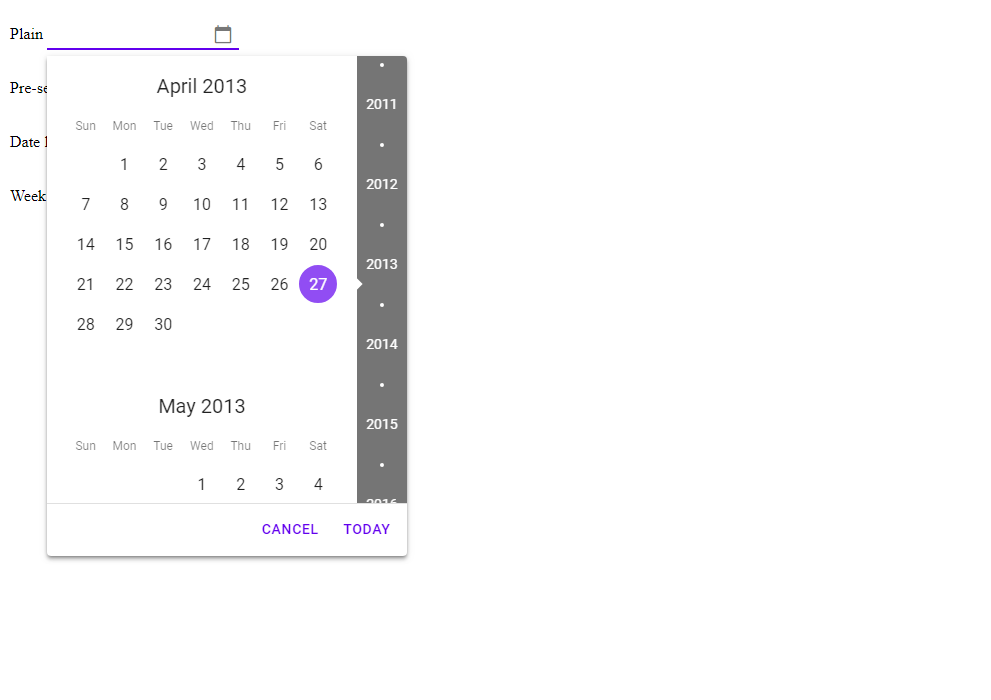 Plain
Pre-se
Date
Week
April 2013
Sun Mon Tue Wed Thu Fri Sat
1 2 3 4 5 6
7 8 9 10 11 12 13
14 15 16 17 18 19 20
21 22 23 24 25 26 27
28 29 30
May 2013
Sun Mon Tue Wed Thu Fri Sat
1 2 3 4
2011
2012
2013
2014
2015
2016
CANCEL TODAY